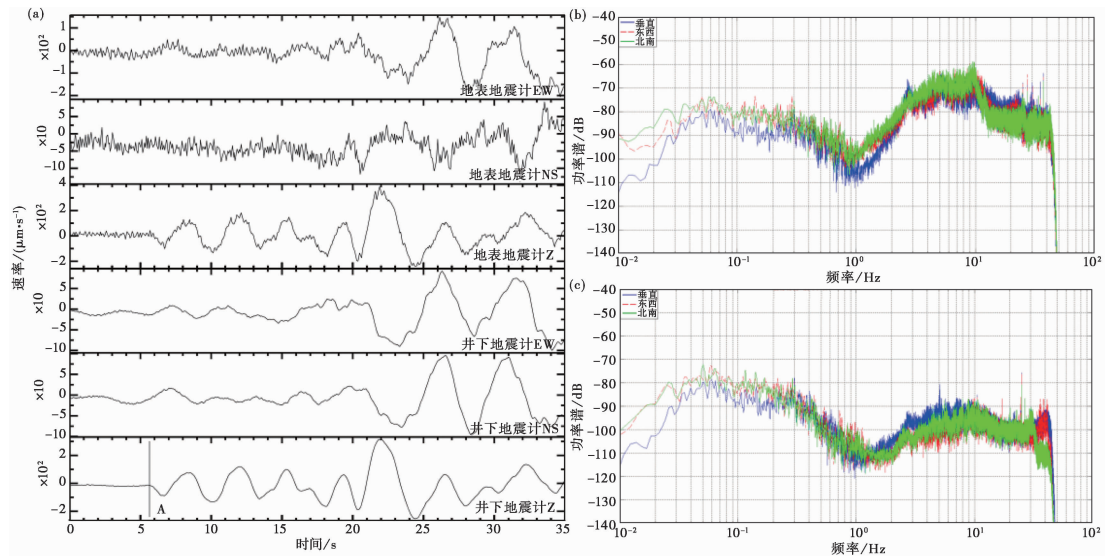 (a)
速率/(μm·s⁻¹)
×10²
1
0
-1
-2
地表地震计EW
×10
5
0
-5
-10
地表地震计NS
×10²
4
2
0
-2
地表地震计Z
×10
5
0
-5
-10
井下地震计EW
×10
5
0
-5
-10
井下地震计NS
×10²
2
0
-2
A
井下地震计Z
0 5 10 15 20 25 30 35
时间/s
(b)
垂直
东西
北南
功率谱/dB
-40
-50
-60
-70
-80
-90
-100
-110
-120
-130
-140
10⁻² 10⁻¹ 10⁰ 10¹ 10²
频率/Hz
(c)
垂直
东西
北南
功率谱/dB
-40
-50
-60
-70
-80
-90
-100
-110
-120
-130
-140
10⁻² 10⁻¹ 10⁰ 10¹ 10²
频率/Hz